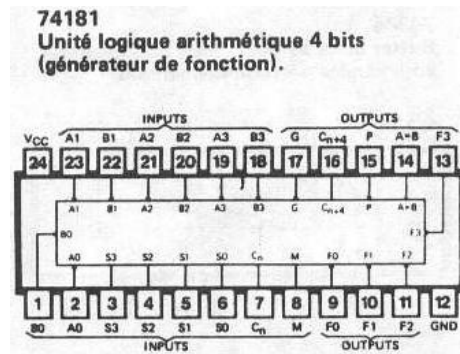 74181
Unité logique arithmétique 4 bits
(générateur de fonction).
INPUTS OUTPUTS
VCC A1 B1 A2 B2 A3 B3 G Cn+4 P A=B F3
24 23 22 21 20 19 18 17 16 15 14 13
A1 B1 A2 B2 A3 B3 G Cn+4 P A=B
B0 F3
A0 S3 S2 S1 S0 Cn M F0 F1 F2
1 2 3 4 5 6 7 8 9 10 11 12
B0 A0 S3 S2 S1 S0 Cn M F0 F1 F2 GND
INPUTS OUTPUTS